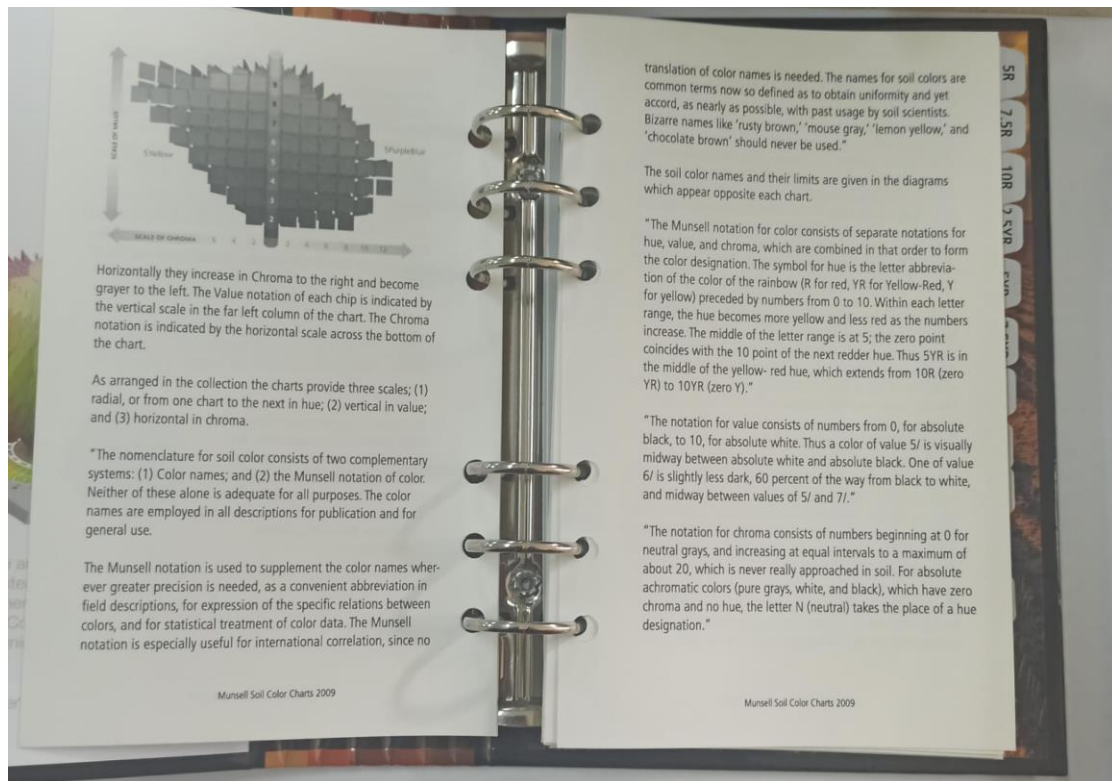 SCALE OF VALUE
9
8
7
6
5
4
3
2
5Yellow
5PurpleBlue
SCALE OF CHROMA 6 4 2 2 4 6 8 10 12
Horizontally they increase in Chroma to the right and become
grayer to the left. The Value notation of each chip is indicated by
the vertical scale in the far left column of the chart. The Chroma
notation is indicated by the horizontal scale across the bottom of
the chart.
As arranged in the collection the charts provide three scales; (1)
radial, or from one chart to the next in hue; (2) vertical in value;
and (3) horizontal in chroma.
"The nomenclature for soil color consists of two complementary
systems: (1) Color names; and (2) the Munsell notation of color.
Neither of these alone is adequate for all purposes. The color
names are employed in all descriptions for publication and for
general use.
The Munsell notation is used to supplement the color names wher-
ever greater precision is needed, as a convenient abbreviation in
field descriptions, for expression of the specific relations between
colors, and for statistical treatment of color data. The Munsell
notation is especially useful for international correlation, since no
Munsell Soil Color Charts 2009
translation of color names is needed. The names for soil colors are
common terms now so defined as to obtain uniformity and yet
accord, as nearly as possible, with past usage by soil scientists.
Bizarre names like 'rusty brown,' 'mouse gray,' 'lemon yellow,' and
'chocolate brown' should never be used."
The soil color names and their limits are given in the diagrams
which appear opposite each chart.
"The Munsell notation for color consists of separate notations for
hue, value, and chroma, which are combined in that order to form
the color designation. The symbol for hue is the letter abbrevia-
tion of the color of the rainbow (R for red, YR for Yellow-Red, Y
for yellow) preceded by numbers from 0 to 10. Within each letter
range, the hue becomes more yellow and less red as the numbers
increase. The middle of the letter range is at 5; the zero point
coincides with the 10 point of the next redder hue. Thus 5YR is in
the middle of the yellow- red hue, which extends from 10R (zero
YR) to 10YR (zero Y)."
"The notation for value consists of numbers from 0, for absolute
black, to 10, for absolute white. Thus a color of value 5/ is visually
midway between absolute white and absolute black. One of value
6/ is slightly less dark, 60 percent of the way from black to white,
and midway between values of 5/ and 7/."
"The notation for chroma consists of numbers beginning at 0 for
neutral grays, and increasing at equal intervals to a maximum of
about 20, which is never really approached in soil. For absolute
achromatic colors (pure grays, white, and black), which have zero
chroma and no hue, the letter N (neutral) takes the place of a hue
designation."
Munsell Soil Color Charts 2009
5R
7.5R
10R
2.5YR